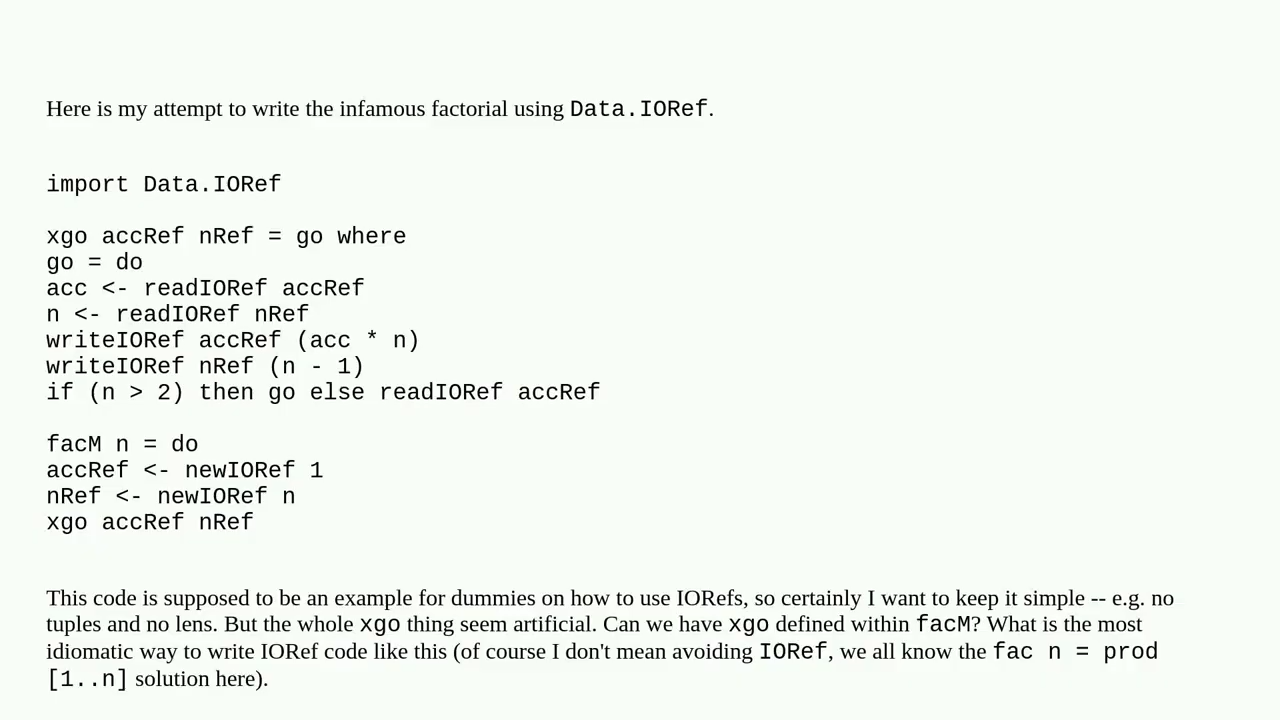 Here is my attempt to write the infamous factorial using Data.IORef.
import Data.IORef
xgo accRef nRef = go where
go = do
acc <- readIORef accRef
n <- readIORef nRef
writeIORef accRef (acc * n)
writeIORef nRef (n - 1)
if (n > 2) then go else readIORef accRef
facM n = do
accRef <- newIORef 1
nRef <- newIORef n
xgo accRef nRef
This code is supposed to be an example for dummies on how to use IORefs, so certainly I want to keep it simple -- e.g. no
tuples and no lens. But the whole xgo thing seem artificial. Can we have xgo defined within facM? What is the most
idiomatic way to write IORef code like this (of course I don't mean avoiding IORef, we all know the fac n = prod
[1..n] solution here).